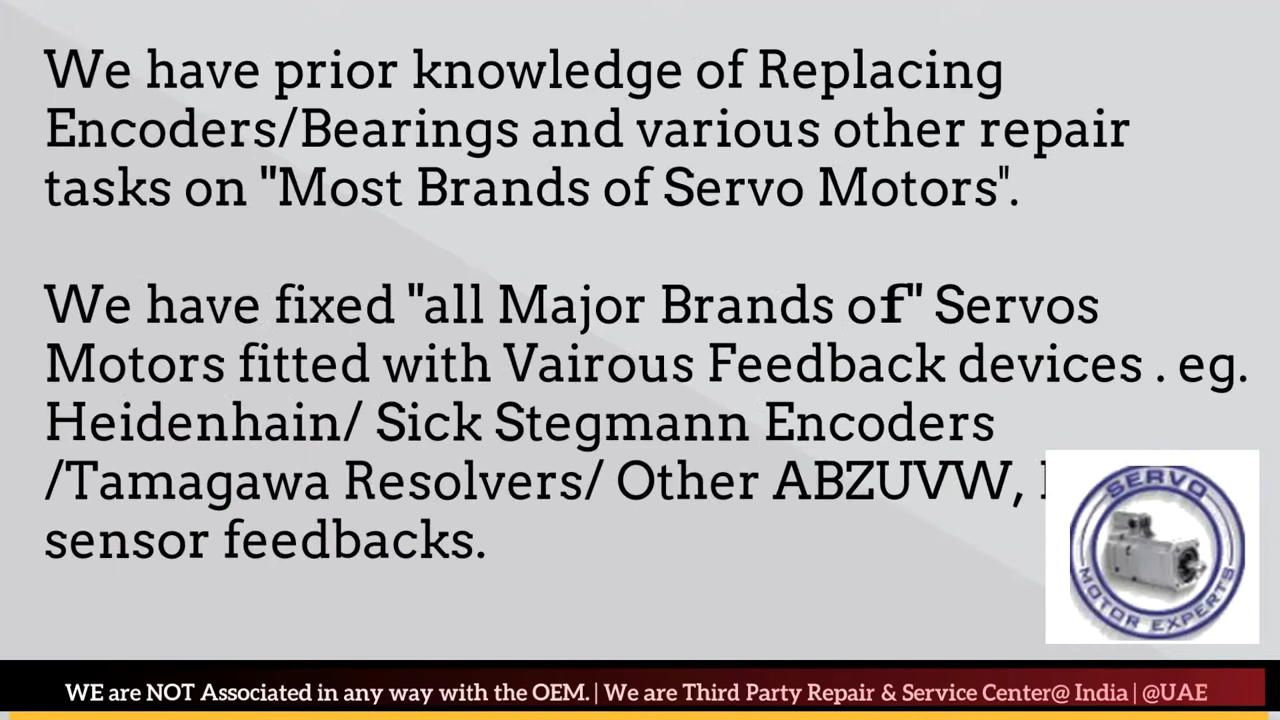 We have prior knowledge of Replacing
Encoders/Bearings and various other repair
tasks on "Most Brands of Servo Motors".
We have fixed "all Major Brands of" Servos
Motors fitted with Vairous Feedback devices . eg.
Heidenhain/ Sick Stegmann Encoders
/Tamagawa Resolvers/ Other ABZUVW,
sensor feedbacks.
SERVO
MOTOR EXPERTS
WE are NOT Associated in any way with the OEM. | We are Third Party Repair & Service Center@ India | @UAE